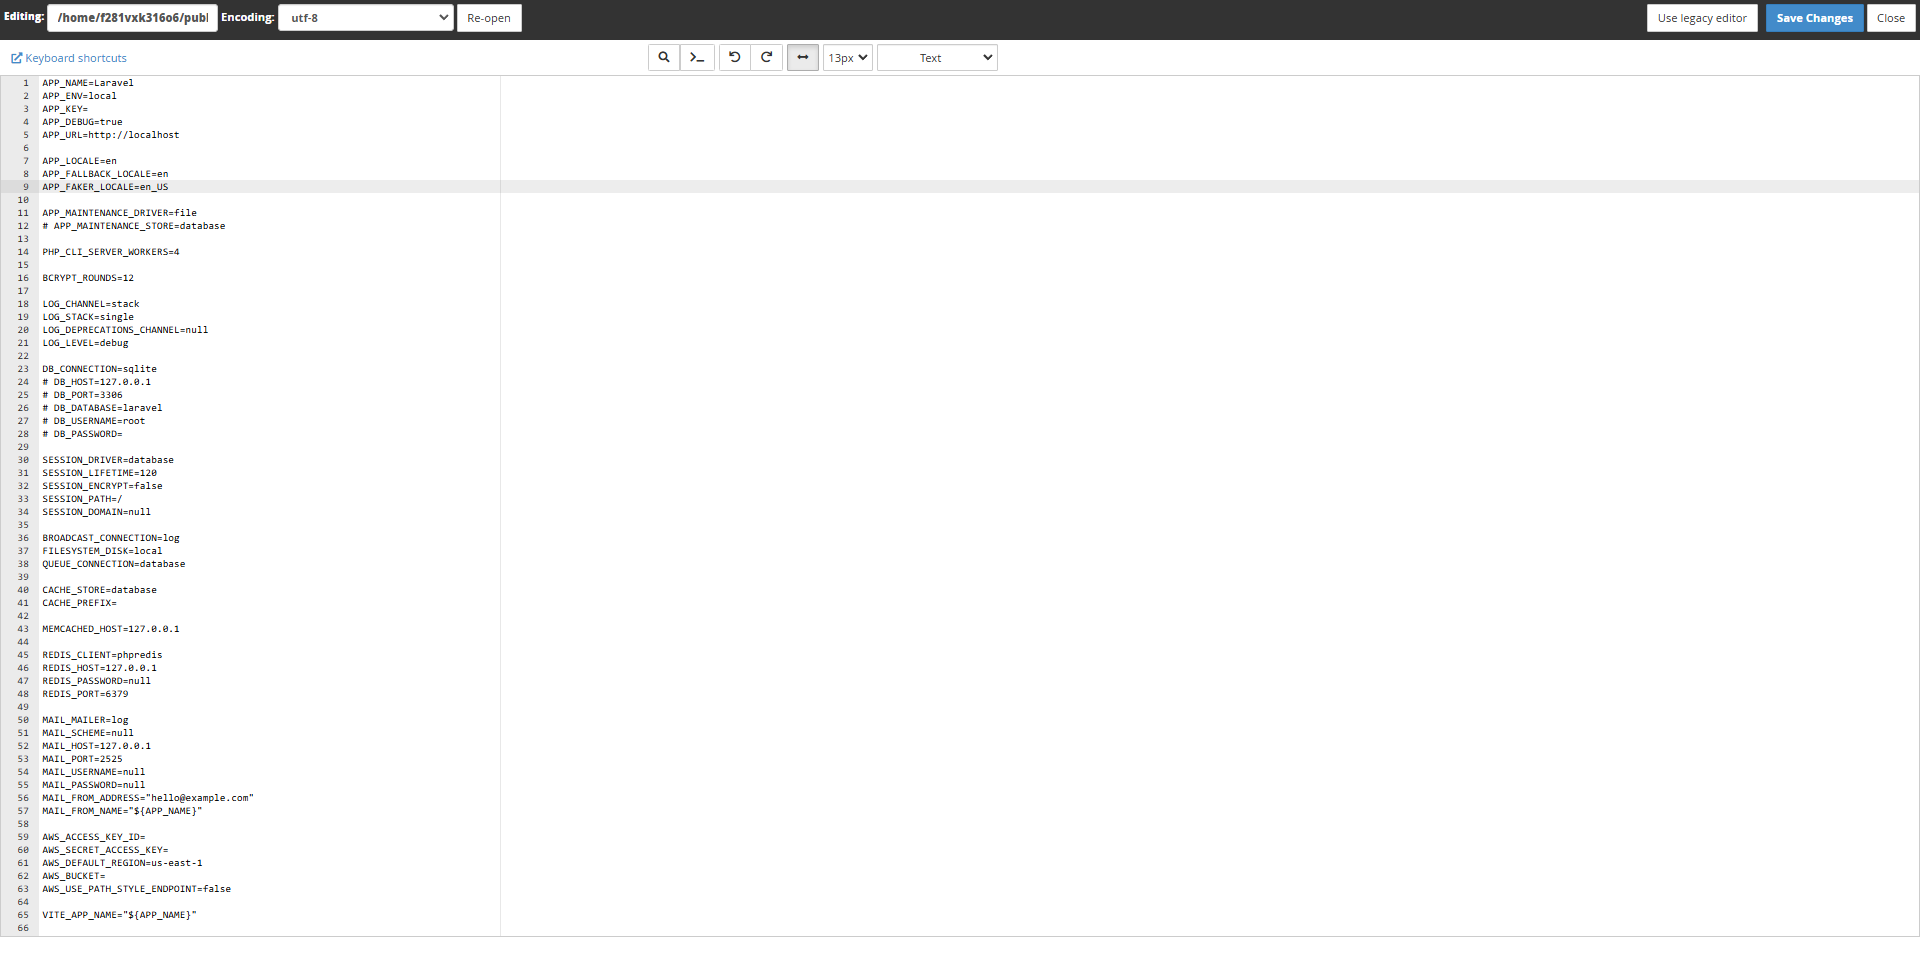 Editing: /home/f281vxk316o6/publ Encoding: utf-8 Re-open Use legacy editor Save Changes Close
Keyboard shortcuts 13px Text
1 APP_NAME=Laravel
2 APP_ENV=local
3 APP_KEY=
4 APP_DEBUG=true
5 APP_URL=http://localhost
6
7 APP_LOCALE=en
8 APP_FALLBACK_LOCALE=en
9 APP_FAKER_LOCALE=en_US
10
11 APP_MAINTENANCE_DRIVER=file
12 # APP_MAINTENANCE_STORE=database
13
14 PHP_CLI_SERVER_WORKERS=4
15
16 BCRYPT_ROUNDS=12
17
18 LOG_CHANNEL=stack
19 LOG_STACK=single
20 LOG_DEPRECATIONS_CHANNEL=null
21 LOG_LEVEL=debug
22
23 DB_CONNECTION=sqlite
24 # DB_HOST=127.0.0.1
25 # DB_PORT=3306
26 # DB_DATABASE=laravel
27 # DB_USERNAME=root
28 # DB_PASSWORD=
29
30 SESSION_DRIVER=database
31 SESSION_LIFETIME=120
32 SESSION_ENCRYPT=false
33 SESSION_PATH=/
34 SESSION_DOMAIN=null
35
36 BROADCAST_CONNECTION=log
37 FILESYSTEM_DISK=local
38 QUEUE_CONNECTION=database
39
40 CACHE_STORE=database
41 CACHE_PREFIX=
42
43 MEMCACHED_HOST=127.0.0.1
44
45 REDIS_CLIENT=phpredis
46 REDIS_HOST=127.0.0.1
47 REDIS_PASSWORD=null
48 REDIS_PORT=6379
49
50 MAIL_MAILER=log
51 MAIL_SCHEME=null
52 MAIL_HOST=127.0.0.1
53 MAIL_PORT=2525
54 MAIL_USERNAME=null
55 MAIL_PASSWORD=null
56 MAIL_FROM_ADDRESS="hello@example.com"
57 MAIL_FROM_NAME="${APP_NAME}"
58
59 AWS_ACCESS_KEY_ID=
60 AWS_SECRET_ACCESS_KEY=
61 AWS_DEFAULT_REGION=us-east-1
62 AWS_BUCKET=
63 AWS_USE_PATH_STYLE_ENDPOINT=false
64
65 VITE_APP_NAME="${APP_NAME}"
66